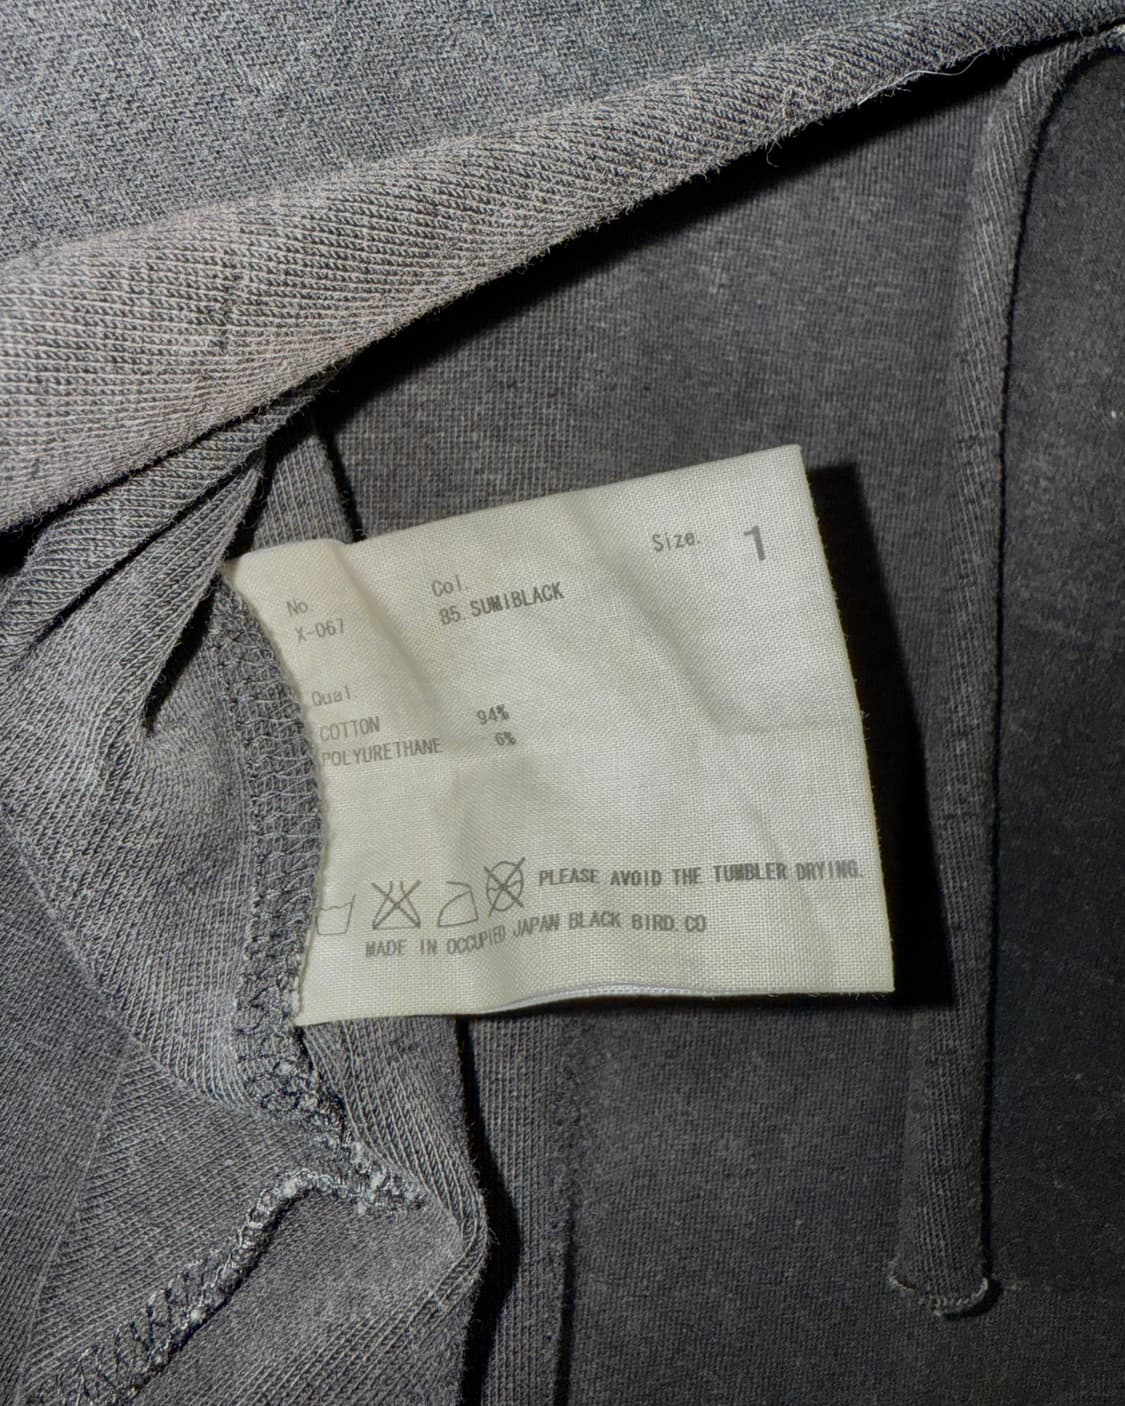 No.
X-067
Col.
85. SUMIBLACK
Size.
1
Qual.
COTTON 94%
POLYURETHANE 6%
PLEASE AVOID THE TUMBLER DRYING.
MADE IN OCCUPIED JAPAN BLACK BIRD. CO